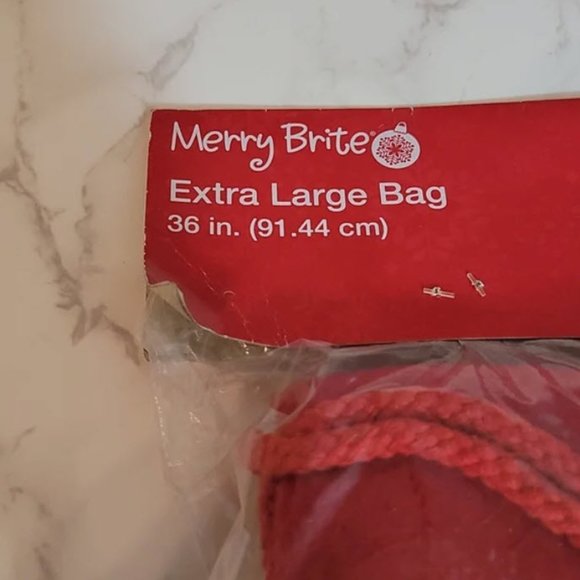 Merry Brite®
Extra Large Bag
36 in. (91.44 cm)